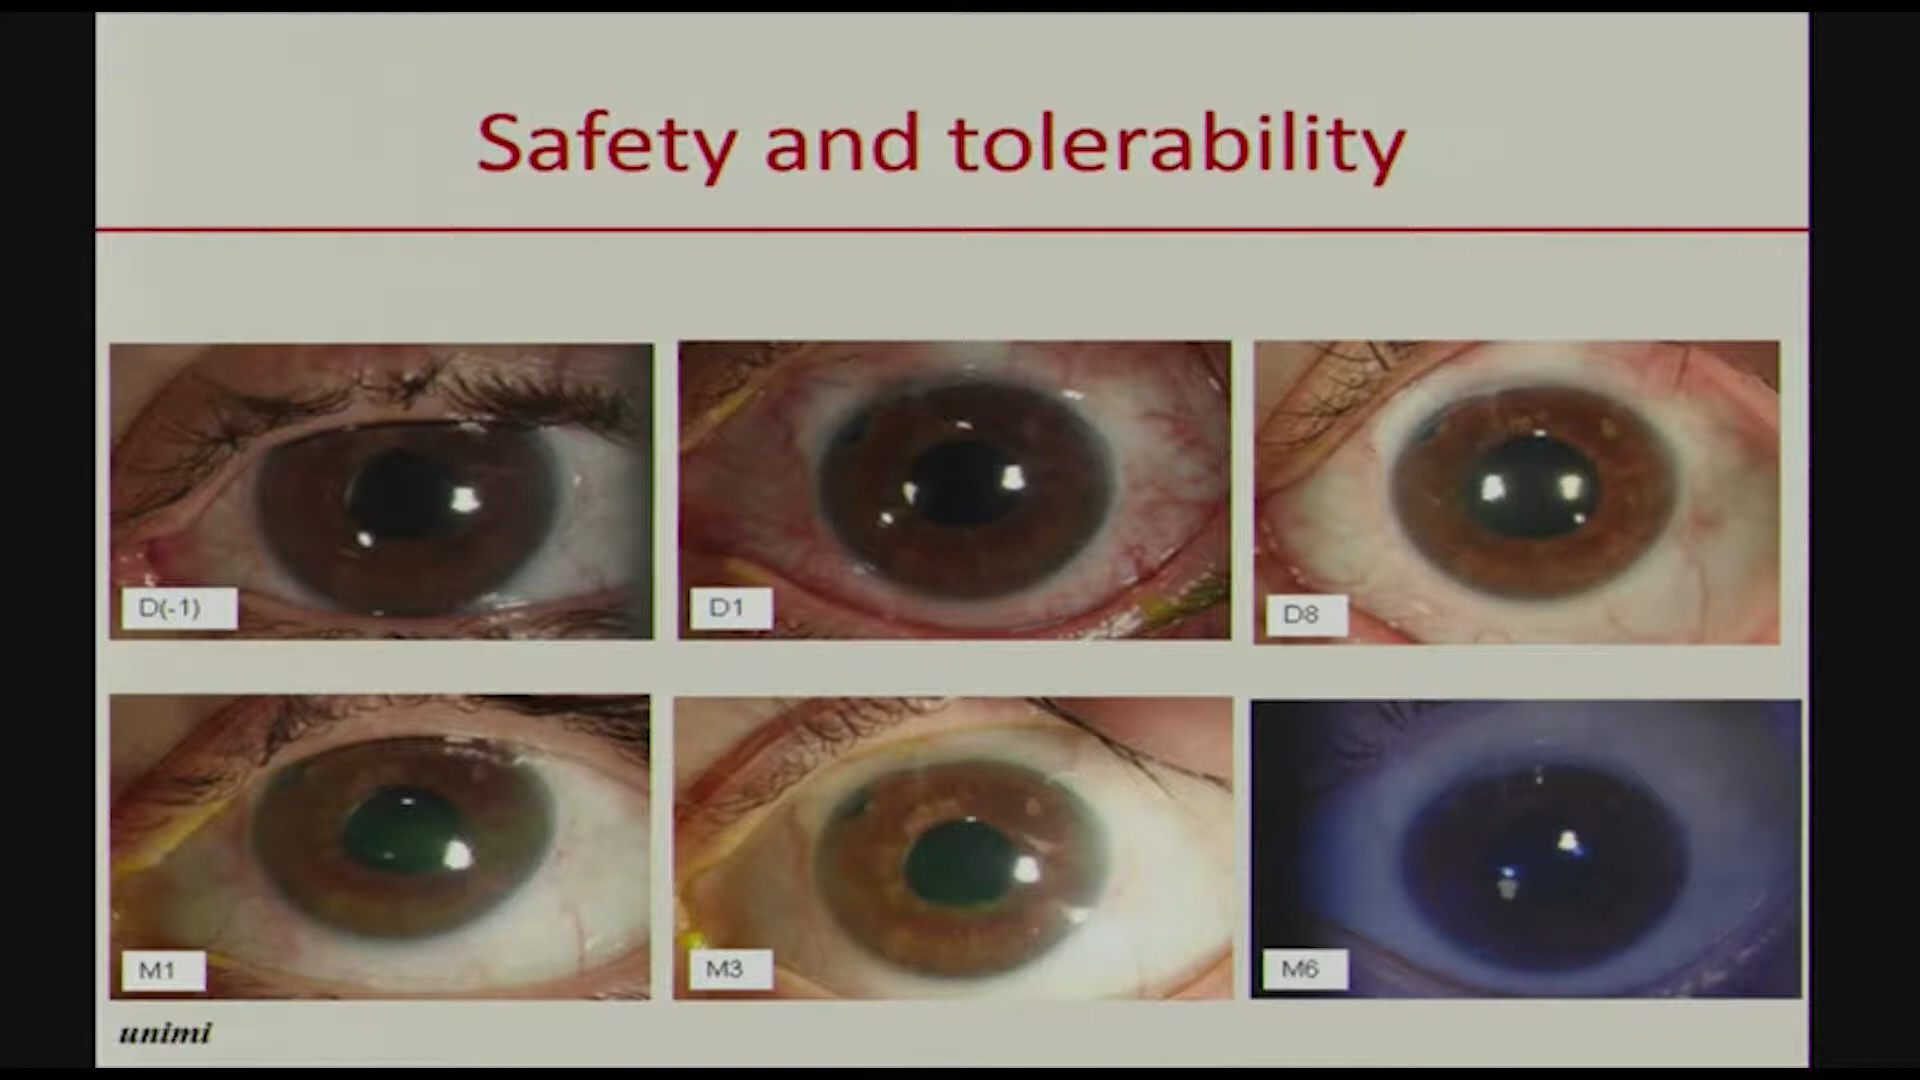 Safety and tolerability
D(-1)
D1
D8
M1
M3
M6
unimi